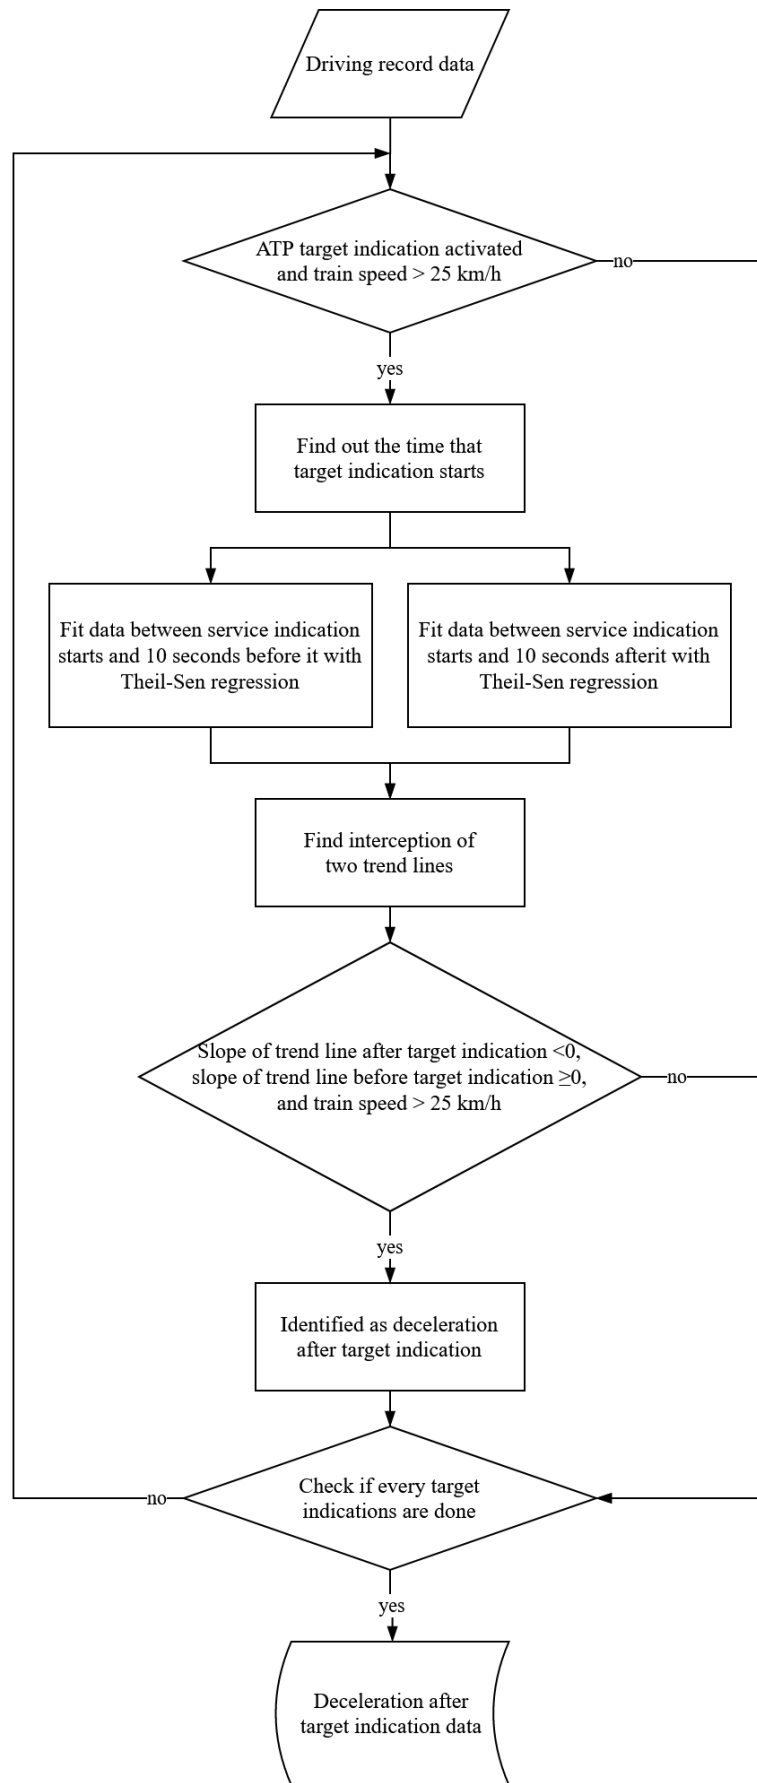 Driving record data
ATP target indication activated
and train speed > 25 km/h
no
yes
Find out the time that
target indication starts
Fit data between service indication
starts and 10 seconds before it with
Theil-Sen regression
Fit data between service indication
starts and 10 seconds afterit with
Theil-Sen regression
Find interception of
two trend lines
Slope of trend line after target indication <0,
slope of trend line before target indication ≥0,
and train speed > 25 km/h
no
yes
Identified as deceleration
after target indication
Check if every target
indications are done
no
yes
Deceleration after
target indication data